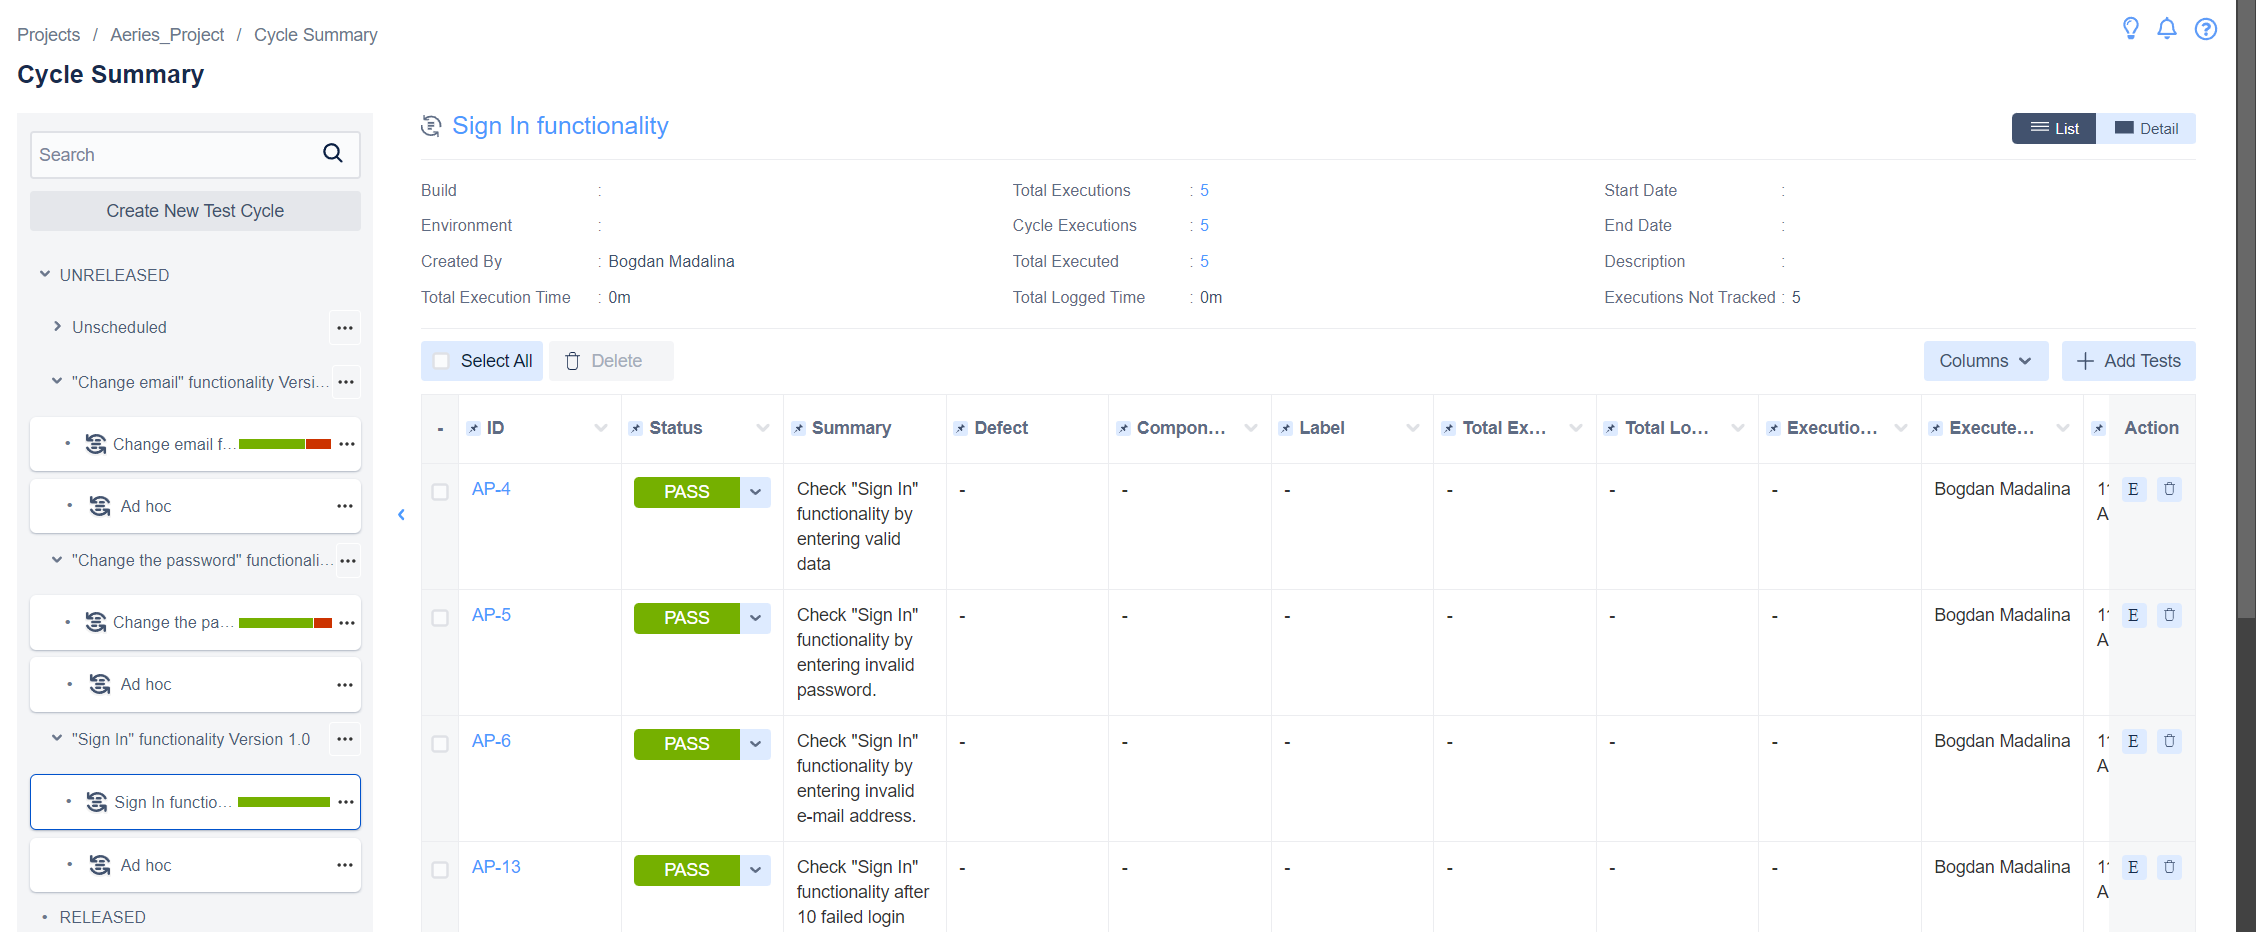 Projects / Aeries_Project / Cycle Summary
Cycle Summary
Search
Create New Test Cycle
UNRELEASED
Unscheduled
"Change email" functionality Versi...
Change email f...
Ad hoc
"Change the password" functionali...
Change the pa...
Ad hoc
"Sign In" functionality Version 1.0
Sign In functio...
Ad hoc
RELEASED
Sign In functionality
List Detail
Build :
Total Executions : 5
Start Date :
Environment :
Cycle Executions : 5
End Date :
Created By : Bogdan Madalina
Total Executed : 5
Description :
Total Execution Time : 0m
Total Logged Time : 0m
Executions Not Tracked : 5
Select All Delete
Columns + Add Tests
- ID Status Summary Defect Compon... Label Total Ex... Total Lo... Executio... Execute... Action
AP-4 PASS Check "Sign In" - - - - - - Bogdan Madalina E
functionality by
entering valid
data
AP-5 PASS Check "Sign In" - - - - - - Bogdan Madalina E
functionality by
entering invalid
password.
AP-6 PASS Check "Sign In" - - - - - - Bogdan Madalina E
functionality by
entering invalid
e-mail address.
AP-13 PASS Check "Sign In" - - - - - - Bogdan Madalina E
functionality after
10 failed login